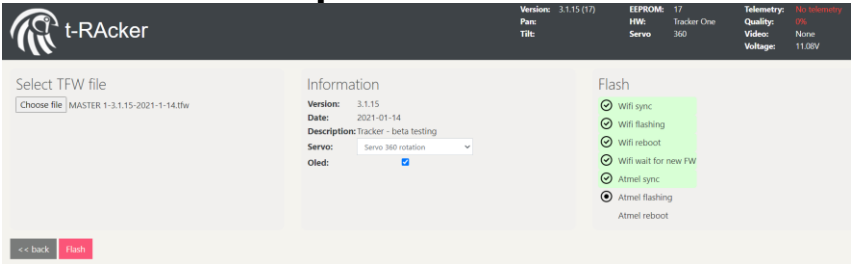 t-RAcker
Version: 3.1.15 (17) EEPROM: 17 Telemetry: No telemetry
Pan: HW: Tracker One Quality: 0%
Tilt: Servo 360 Video: None
Voltage: 11.08V
Select TFW file
Choose file MASTER 1-3.1.15-2021-1-14.tfw
Information
Version: 3.1.15
Date: 2021-01-14
Description: Tracker - beta testing
Servo: Servo 360 rotation
Oled:
Flash
Wifi sync
Wifi flashing
Wifi reboot
Wifi wait for new FW
Atmel sync
Atmel flashing
Atmel reboot
<< back Flash